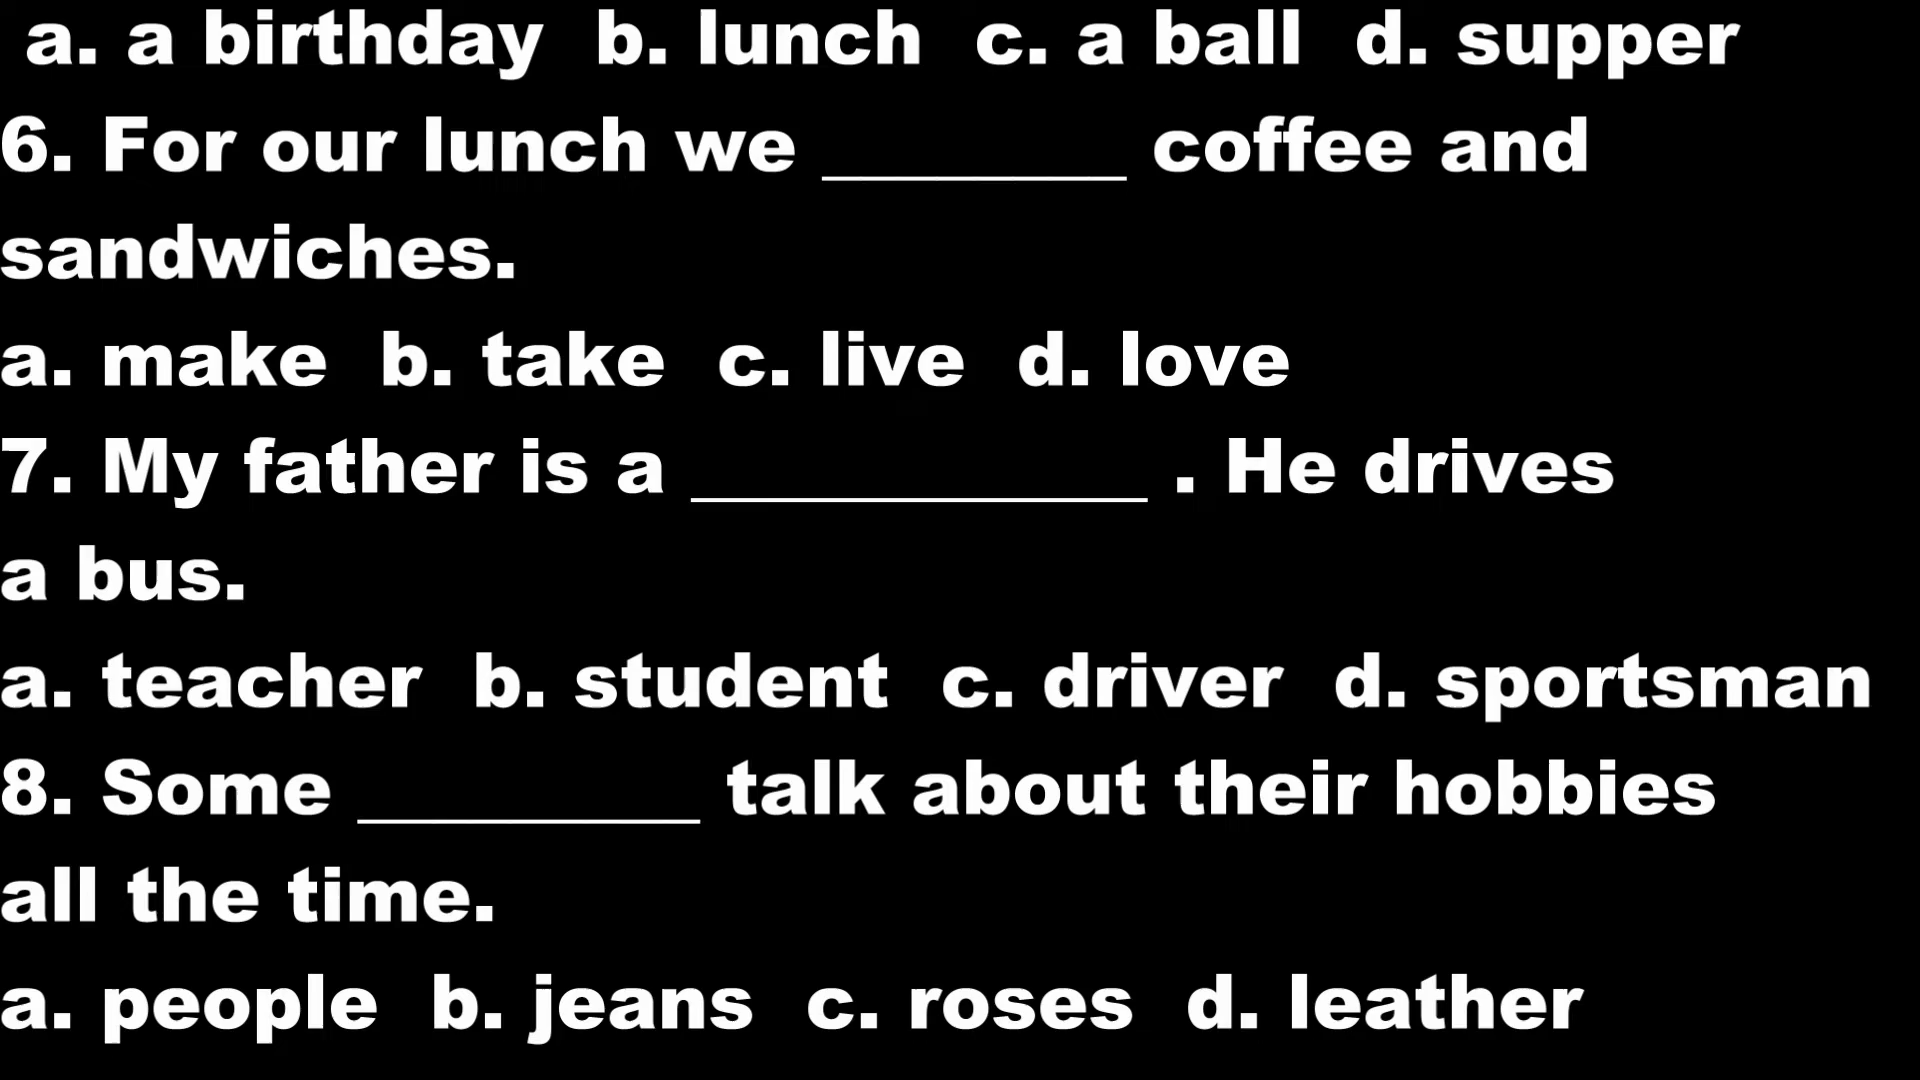 a. a birthday  b. lunch  c. a ball  d. supper
6. For our lunch we ________ coffee and
sandwiches.
a. make  b. take  c. live  d. love
7. My father is a ____________ . He drives
a bus.
a. teacher  b. student  c. driver  d. sportsman
8. Some _________ talk about their hobbies
all the time.
a. people  b. jeans  c. roses  d. leather